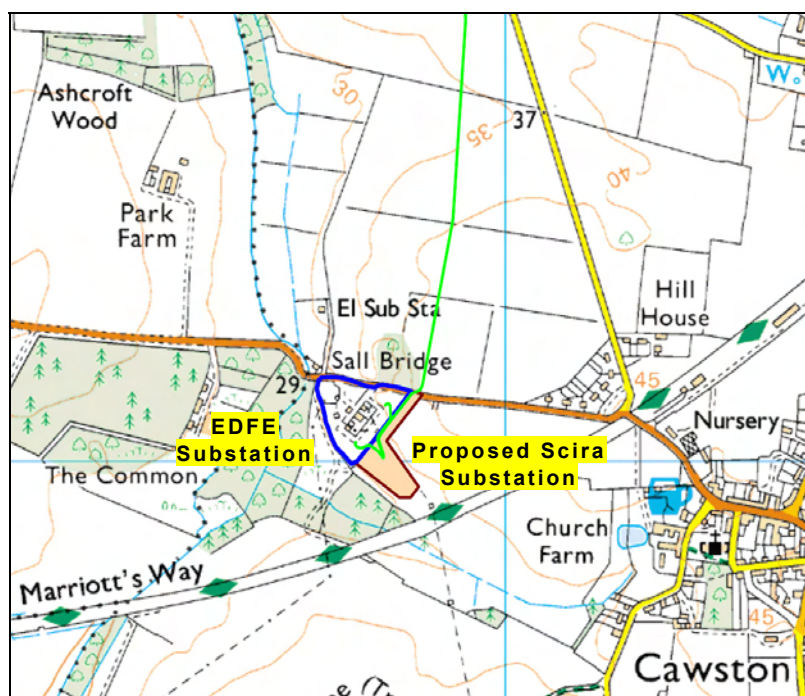 Ashcroft
Wood
30
35
37
W.
40
Park
Farm
El Sub Sta
Hill
House
Sall Bridge
29
45
EDFE
Substation
Nursery
Proposed Scira
Substation
The Common
Church
Farm
Marriott's Way
45
Cawston